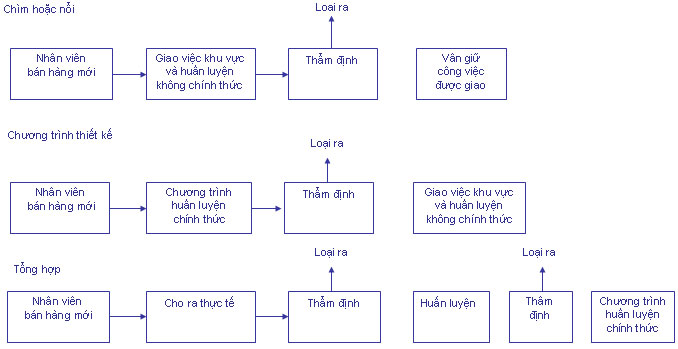 Chìm hoặc nỗi
Loại ra
Nhân viên
bán hàng mới
Giao việc khu vực
và huấn luyện
không chính thức
Thẩm định
Vẫn giữ
công việc
được giao
Chương trình thiết kế
Loại ra
Nhân viên
bán hàng mới
Chương trình
huấn luyện
chính thức
Thẩm định
Giao việc khu vực
và huấn luyện
không chính thức
Tổng hợp
Loại ra
Loại ra
Nhân viên
bán hàng mới
Cho ra thực tế
Thẩm định
Huấn luyện
Thẩm
định
Chương trình
huấn luyện
chính thức